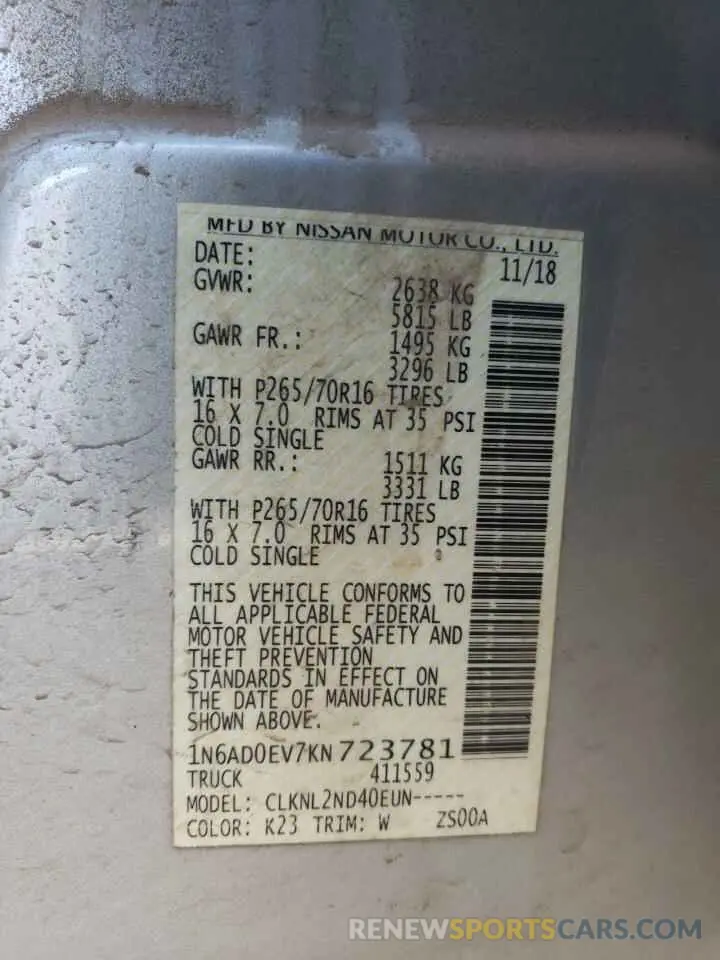 MFD BY NISSAN MOTOR CO., LTD.
DATE: 11/18
GVWR: 2638 KG
5815 LB
GAWR FR.: 1495 KG
3296 LB
WITH P265/70R16 TIRES
16 X 7.0 RIMS AT 35 PSI
COLD SINGLE
GAWR RR.: 1511 KG
3331 LB
WITH P265/70R16 TIRES
16 X 7.0 RIMS AT 35 PSI
COLD SINGLE
THIS VEHICLE CONFORMS TO
ALL APPLICABLE FEDERAL
MOTOR VEHICLE SAFETY AND
THEFT PREVENTION
STANDARDS IN EFFECT ON
THE DATE OF MANUFACTURE
SHOWN ABOVE.
1N6AD0EV7KN723781
TRUCK 411559
MODEL: CLKNL2ND40EUN-----
COLOR: K23 TRIM: W ZS00A
RENEWSPORTSCARS.COM